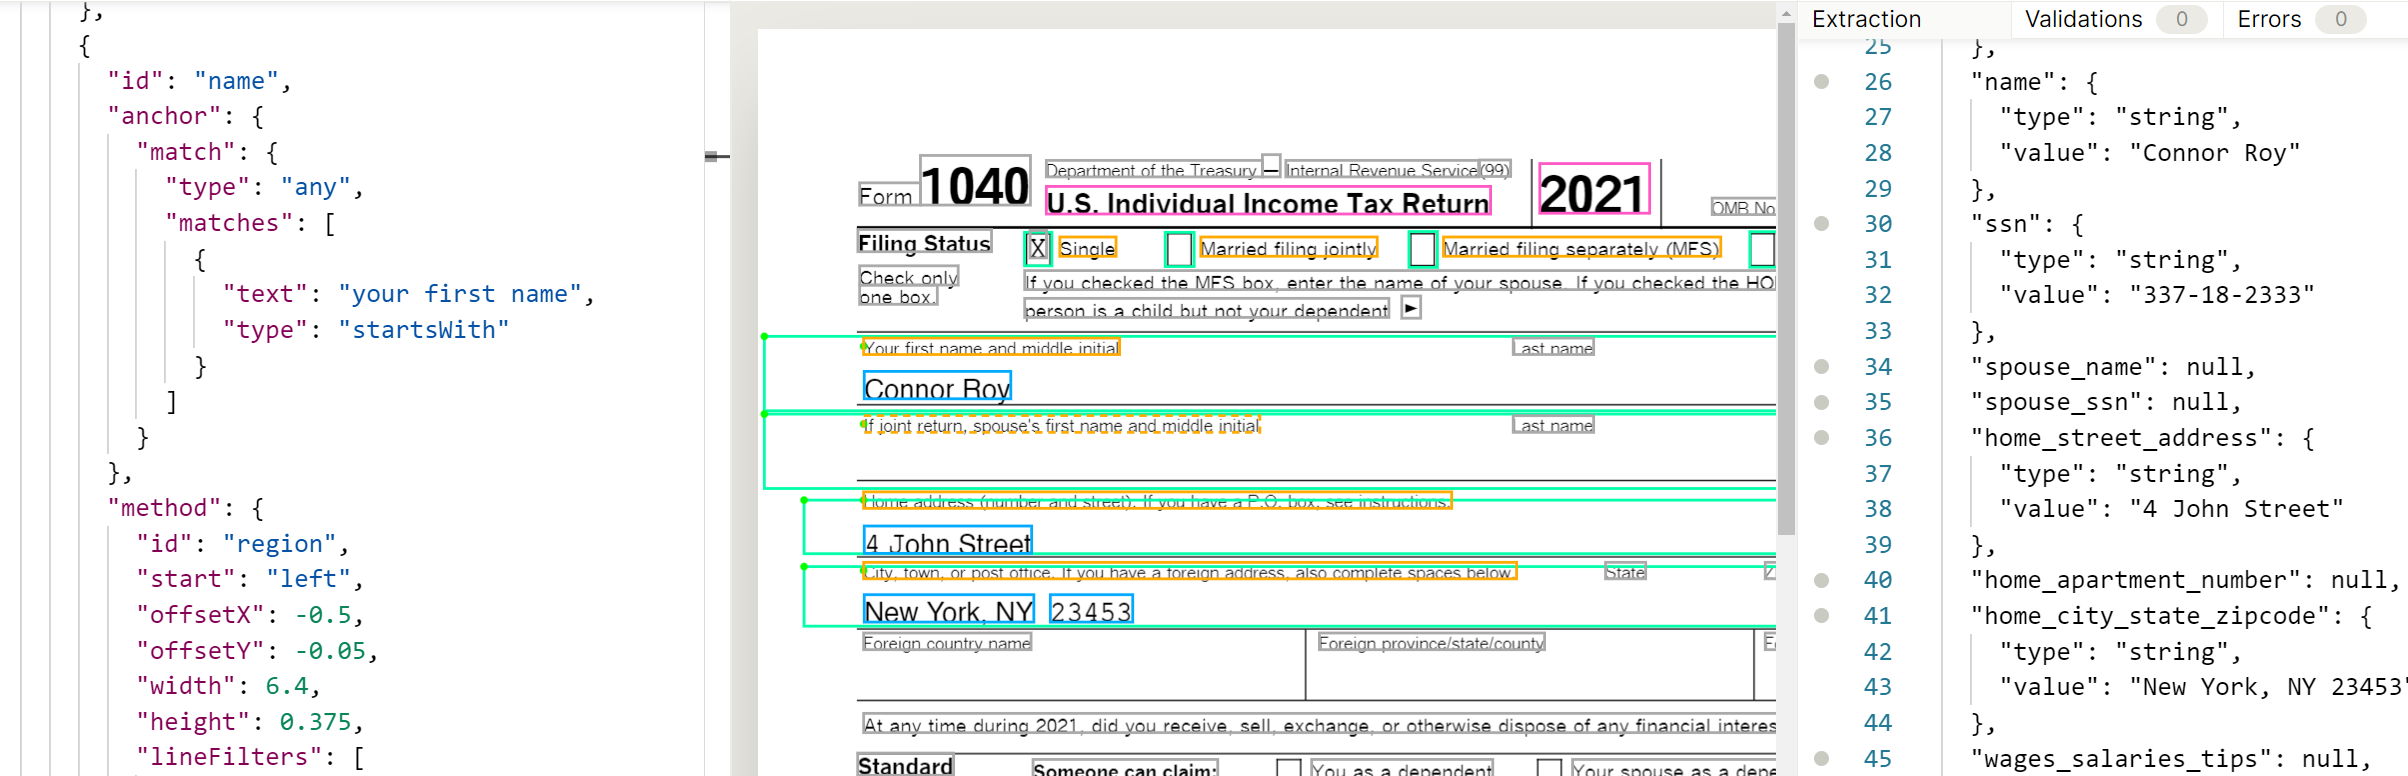 },
{
"id": "name",
"anchor": {
"match": {
"type": "any",
"matches": [
{
"text": "your first name",
"type": "startsWith"
}
]
}
},
"method": {
"id": "region",
"start": "left",
"offsetX": -0.5,
"offsetY": -0.05,
"width": 6.4,
"height": 0.375,
"lineFilters": [
Form 1040 Department of the Treasury — Internal Revenue Service (99)
U.S. Individual Income Tax Return 2021 OMB No
Filing Status X Single Married filing jointly Married filing separately (MFS)
Check only one box.
If you checked the MFS box, enter the name of your spouse. If you checked the HO
person is a child but not your dependent ►
Your first name and middle initial Last name
Connor Roy
If joint return, spouse's first name and middle initial Last name
Home address (number and street). If you have a P.O. box, see instructions.
4 John Street
City, town, or post office. If you have a foreign address, also complete spaces below. State
New York, NY 23453
Foreign country name Foreign province/state/county
At any time during 2021, did you receive, sell, exchange, or otherwise dispose of any financial interes
Standard Someone can claim: You as a dependent Your spouse as a depe
Extraction Validations 0 Errors 0
25 },
26 "name": {
27 "type": "string",
28 "value": "Connor Roy"
29 },
30 "ssn": {
31 "type": "string",
32 "value": "337-18-2333"
33 },
34 "spouse_name": null,
35 "spouse_ssn": null,
36 "home_street_address": {
37 "type": "string",
38 "value": "4 John Street"
39 },
40 "home_apartment_number": null,
41 "home_city_state_zipcode": {
42 "type": "string",
43 "value": "New York, NY 23453"
44 },
45 "wages_salaries_tips": null,